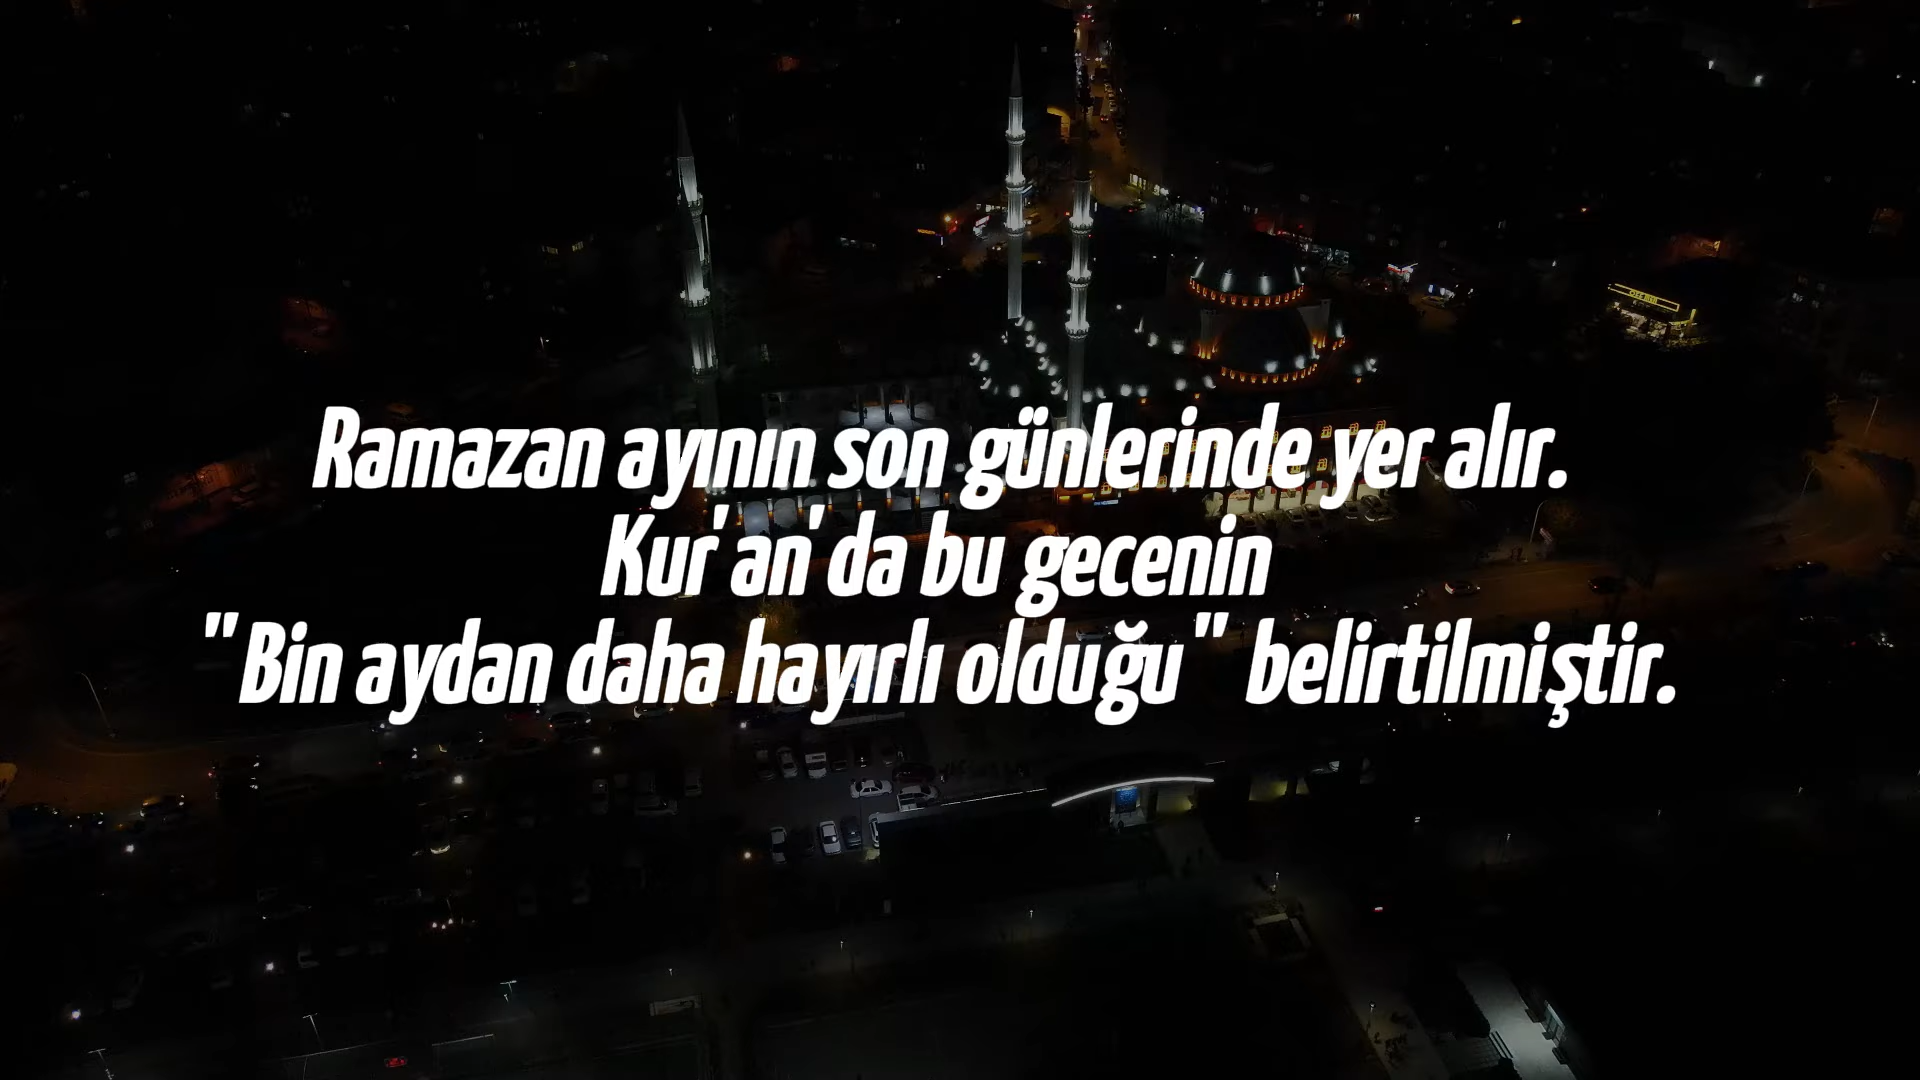 Ramazan ayının son günlerinde yer alır.
Kur'an'da bu gecenin
"Bin aydan daha hayırlı olduğu" belirtilmiştir.